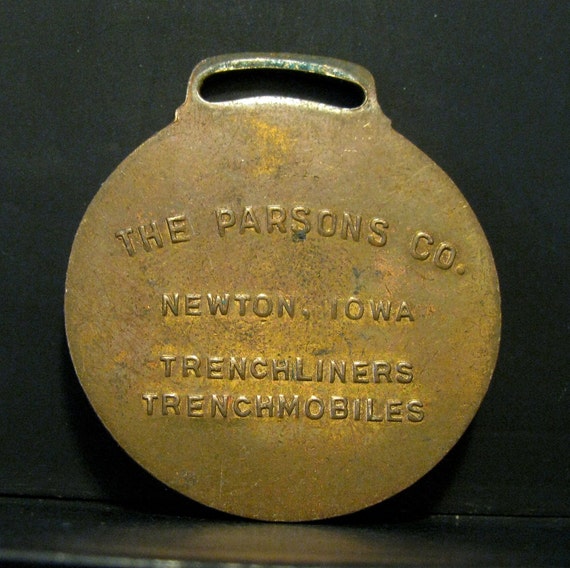 THE PARSONS CO.
NEWTON, IOWA
TRENCHLINERS
TRENCHMOBILES